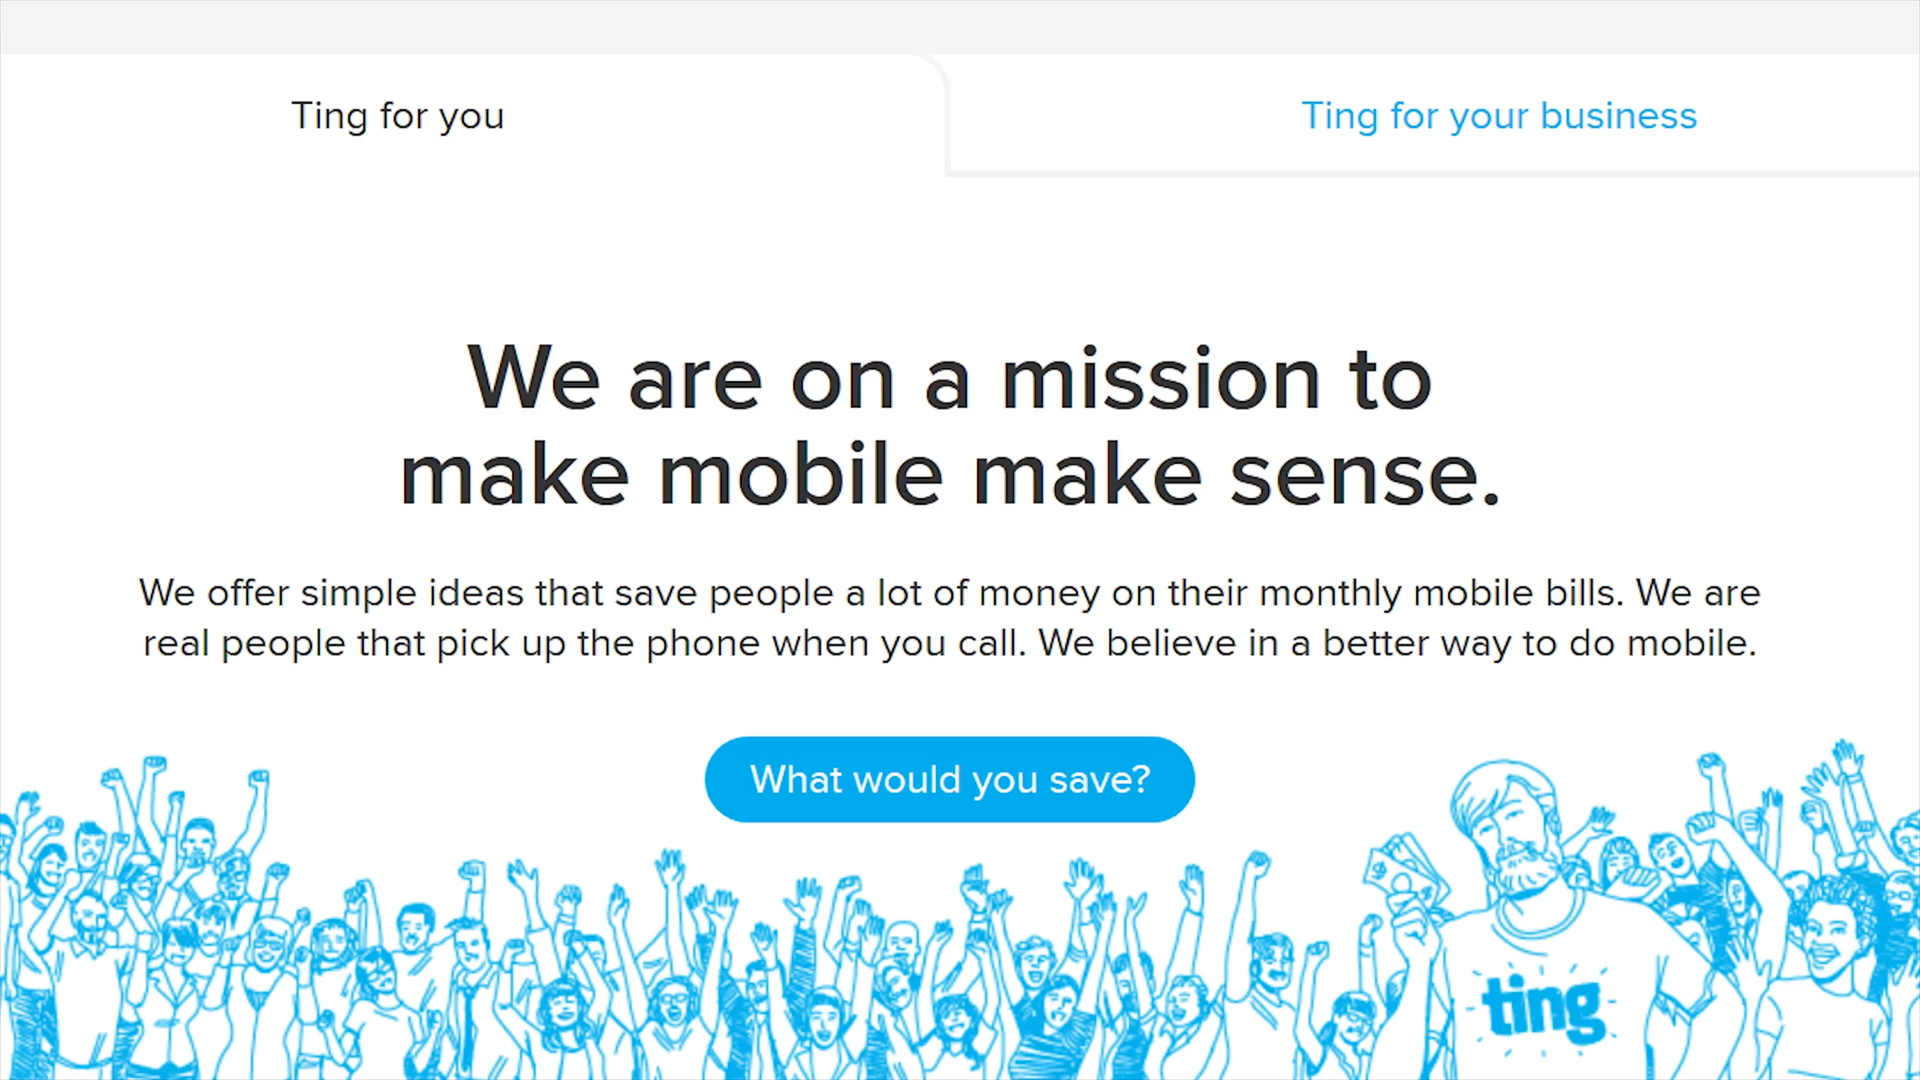 Ting for you
Ting for your business
We are on a mission to
make mobile make sense.
We offer simple ideas that save people a lot of money on their monthly mobile bills. We are
real people that pick up the phone when you call. We believe in a better way to do mobile.
What would you save?
$
ting